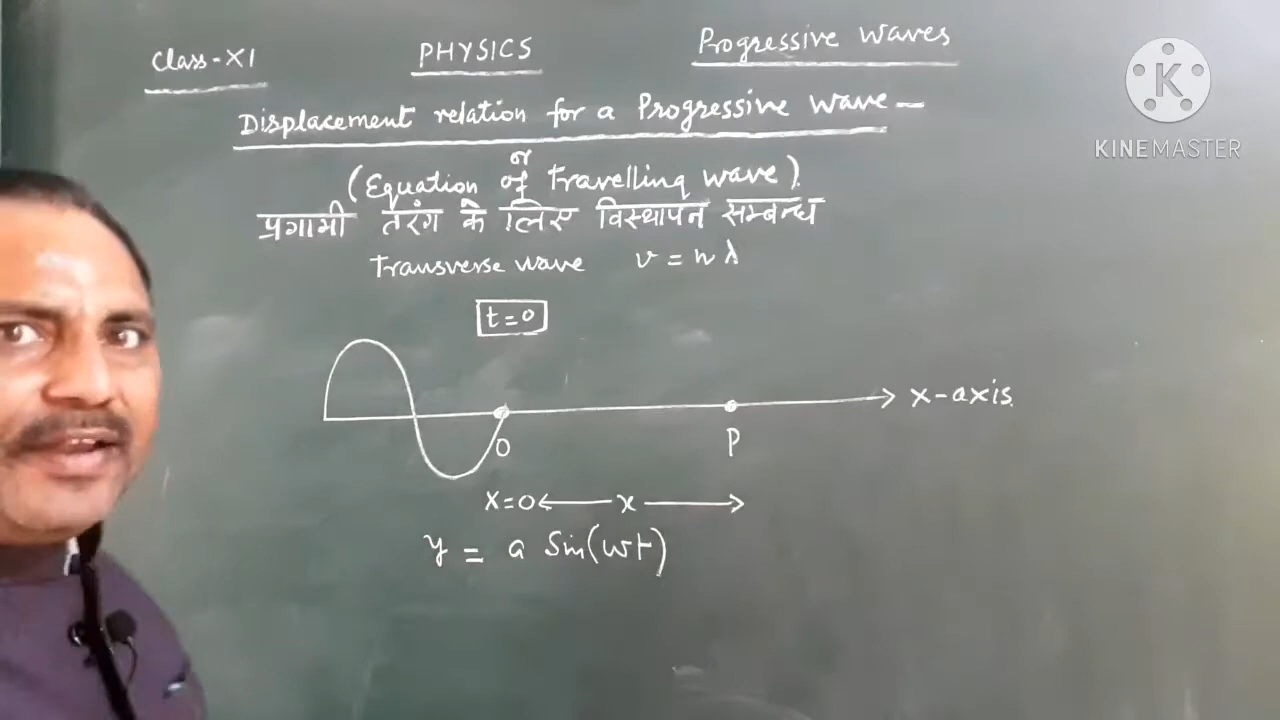 Class-XI PHYSICS Progressive Waves
Displacement relation for a Progressive Wave-
or
(Equation of Travelling wave).
प्रगामी तरंग के लिए विस्थापन सम्बन्ध
Transverse wave v = nλ
t=0
x-axis.
O P
x=0 x
y = a Sin(wt)
K
KINEMASTER